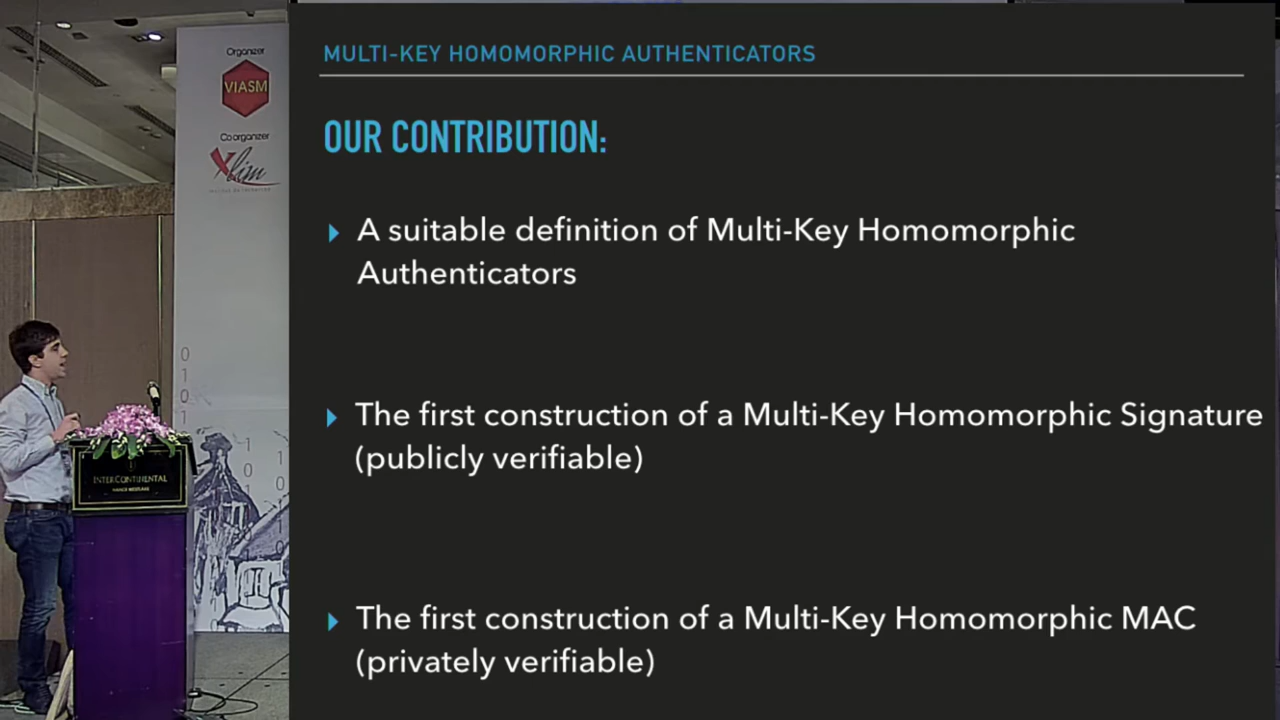 Organizer
VIASM
Co organizer
Xlim
INTERCONTINENTAL
MULTI-KEY HOMOMORPHIC AUTHENTICATORS
OUR CONTRIBUTION:
A suitable definition of Multi-Key Homomorphic
Authenticators
The first construction of a Multi-Key Homomorphic Signature
(publicly verifiable)
The first construction of a Multi-Key Homomorphic MAC
(privately verifiable)